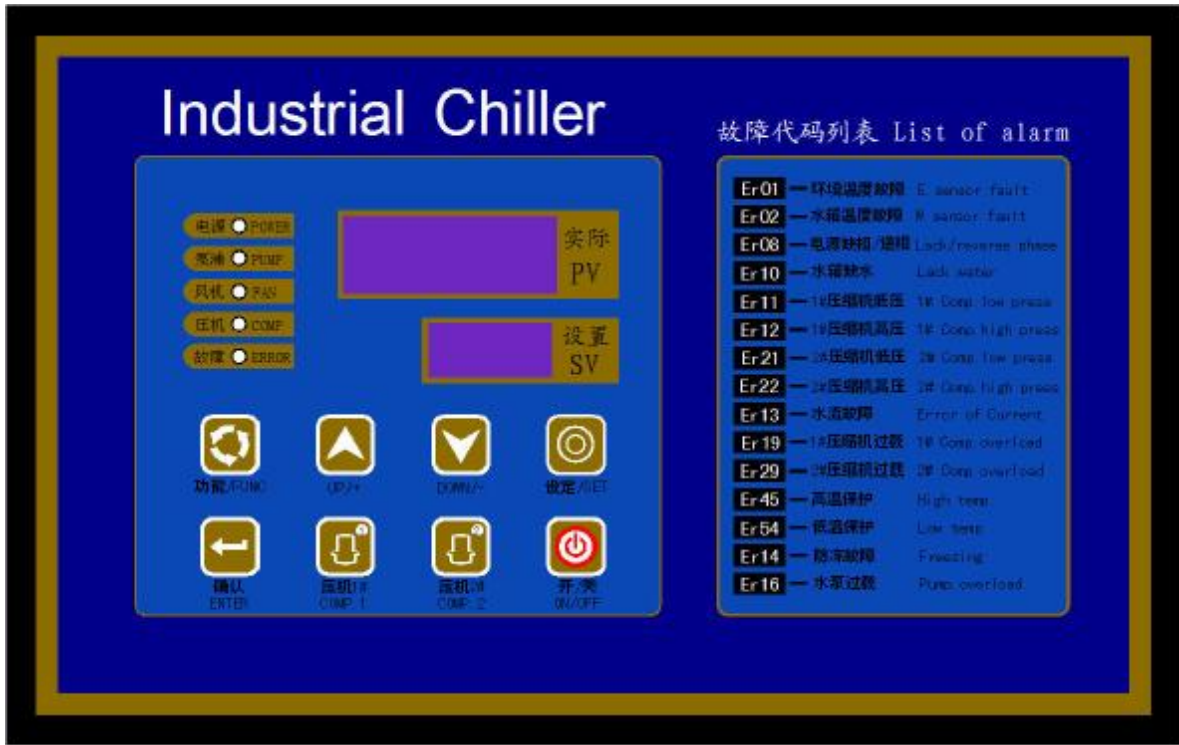 Industrial Chiller
电源 POWER
泵浦 PUMP
风机 FAN
压机 COMP
故障 ERROR
实际
PV
设置
SV
功能/FUNC
UP/+
DOWN/-
设定/SET
确认
ENTER
压机1#
COMP. 1
压机2#
COMP. 2
开/关
ON/OFF
故障代码列表 List of alarm
Er01 环境温度故障 E. sensor fault
Er02 水箱温度故障 W. sensor fault
Er08 电源缺相/逆相 Lack/reverse phase
Er10 水箱缺水 Lack water
Er11 1#压缩机低压 1# Comp. low press
Er12 1#压缩机高压 1# Comp. high press
Er21 2#压缩机低压 2# Comp. low press
Er22 2#压缩机高压 2# Comp. high press
Er13 水流故障 Error of Current
Er19 1#压缩机过载 1# Comp. overload
Er29 2#压缩机过载 2# Comp. overload
Er45 高温保护 High temp
Er54 低温保护 Low temp
Er14 防冻故障 Freezing
Er16 水泵过载 Pump overload